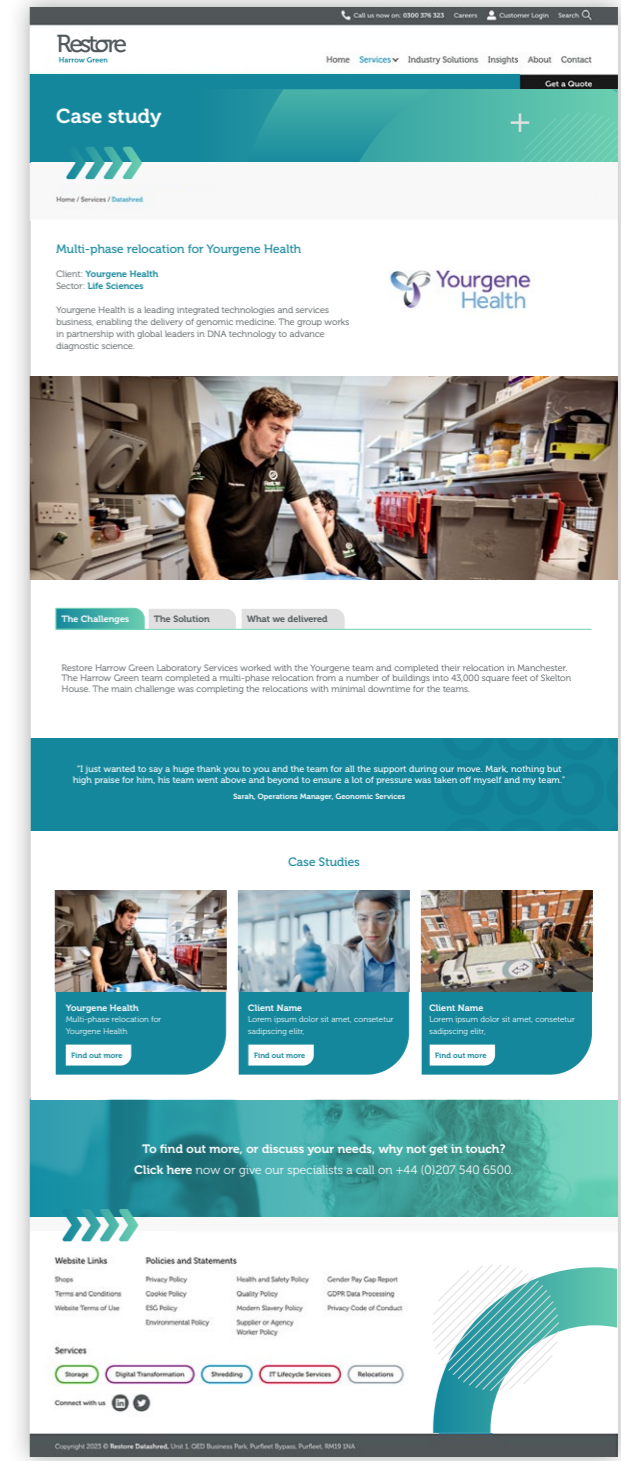 Call us now on: 0300 376 323 Careers Customer Login Search
Restore
Harrow Green
Home Services Industry Solutions Insights About Contact
Get a Quote
Case study
Home / Services / Datashred
Multi-phase relocation for Yourgene Health
Client: Yourgene Health
Sector: Life Sciences
Yourgene Health is a leading integrated technologies and services
business, enabling the delivery of genomic medicine. The group works
in partnership with global leaders in DNA technology to advance
diagnostic science.
Yourgene
Health
The Challenges The Solution What we delivered
Restore Harrow Green Laboratory Services worked with the Yourgene team and completed their relocation in Manchester.
The Harrow Green team completed a multi-phase relocation from a number of buildings into 43,000 square feet of Skelton
House. The main challenge was completing the relocations with minimal downtime for the teams.
"I just wanted to say a huge thank you to you and the team for all the support during our move. Mark, nothing but
high praise for him, his team went above and beyond to ensure a lot of pressure was taken off myself and my team."
Sarah, Operations Manager, Geonomic Services
Case Studies
Yourgene Health
Multi-phase relocation for
Yourgene Health
Find out more
Client Name
Lorem ipsum dolor sit amet, consetetur
sadipscing elitr,
Find out more
Client Name
Lorem ipsum dolor sit amet, consetetur
sadipscing elitr,
Find out more
To find out more, or discuss your needs, why not get in touch?
Click here now or give our specialists a call on +44 (0)207 540 6500.
Website Links
Shops
Terms and Conditions
Website Terms of Use
Policies and Statements
Privacy Policy
Cookie Policy
ESG Policy
Environmental Policy
Health and Safety Policy
Quality Policy
Modern Slavery Policy
Supplier or Agency
Worker Policy
Gender Pay Gap Report
GDPR Data Processing
Privacy Code of Conduct
Services
Storage Digital Transformation Shredding IT Lifecycle Services Relocations
Connect with us in
Copyright 2023 © Restore Datashred, Unit 1, QED Business Park, Purfleet Bypass, Purfleet, RM19 1NA